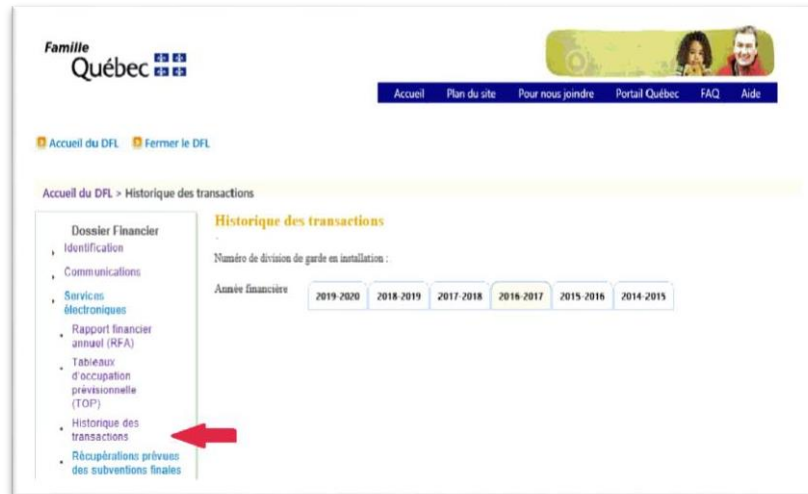 Famille
Québec
Accueil Plan du site Pour nous joindre Portail Québec FAQ Aide
Accueil du DFL Fermer le DFL
Accueil du DFL > Historique des transactions
Dossier Financier
Identification
Communications
Services
électroniques
Rapport financier
annuel (RFA)
Tableaux
d'occupation
prévisionnelle
(TOP)
Historique des
transactions
Récupérations prévues
des subventions finales
Historique des transactions
Numéro de division de garde en installation :
Année financière 2019-2020 2018-2019 2017-2018 2016-2017 2015-2016 2014-2015